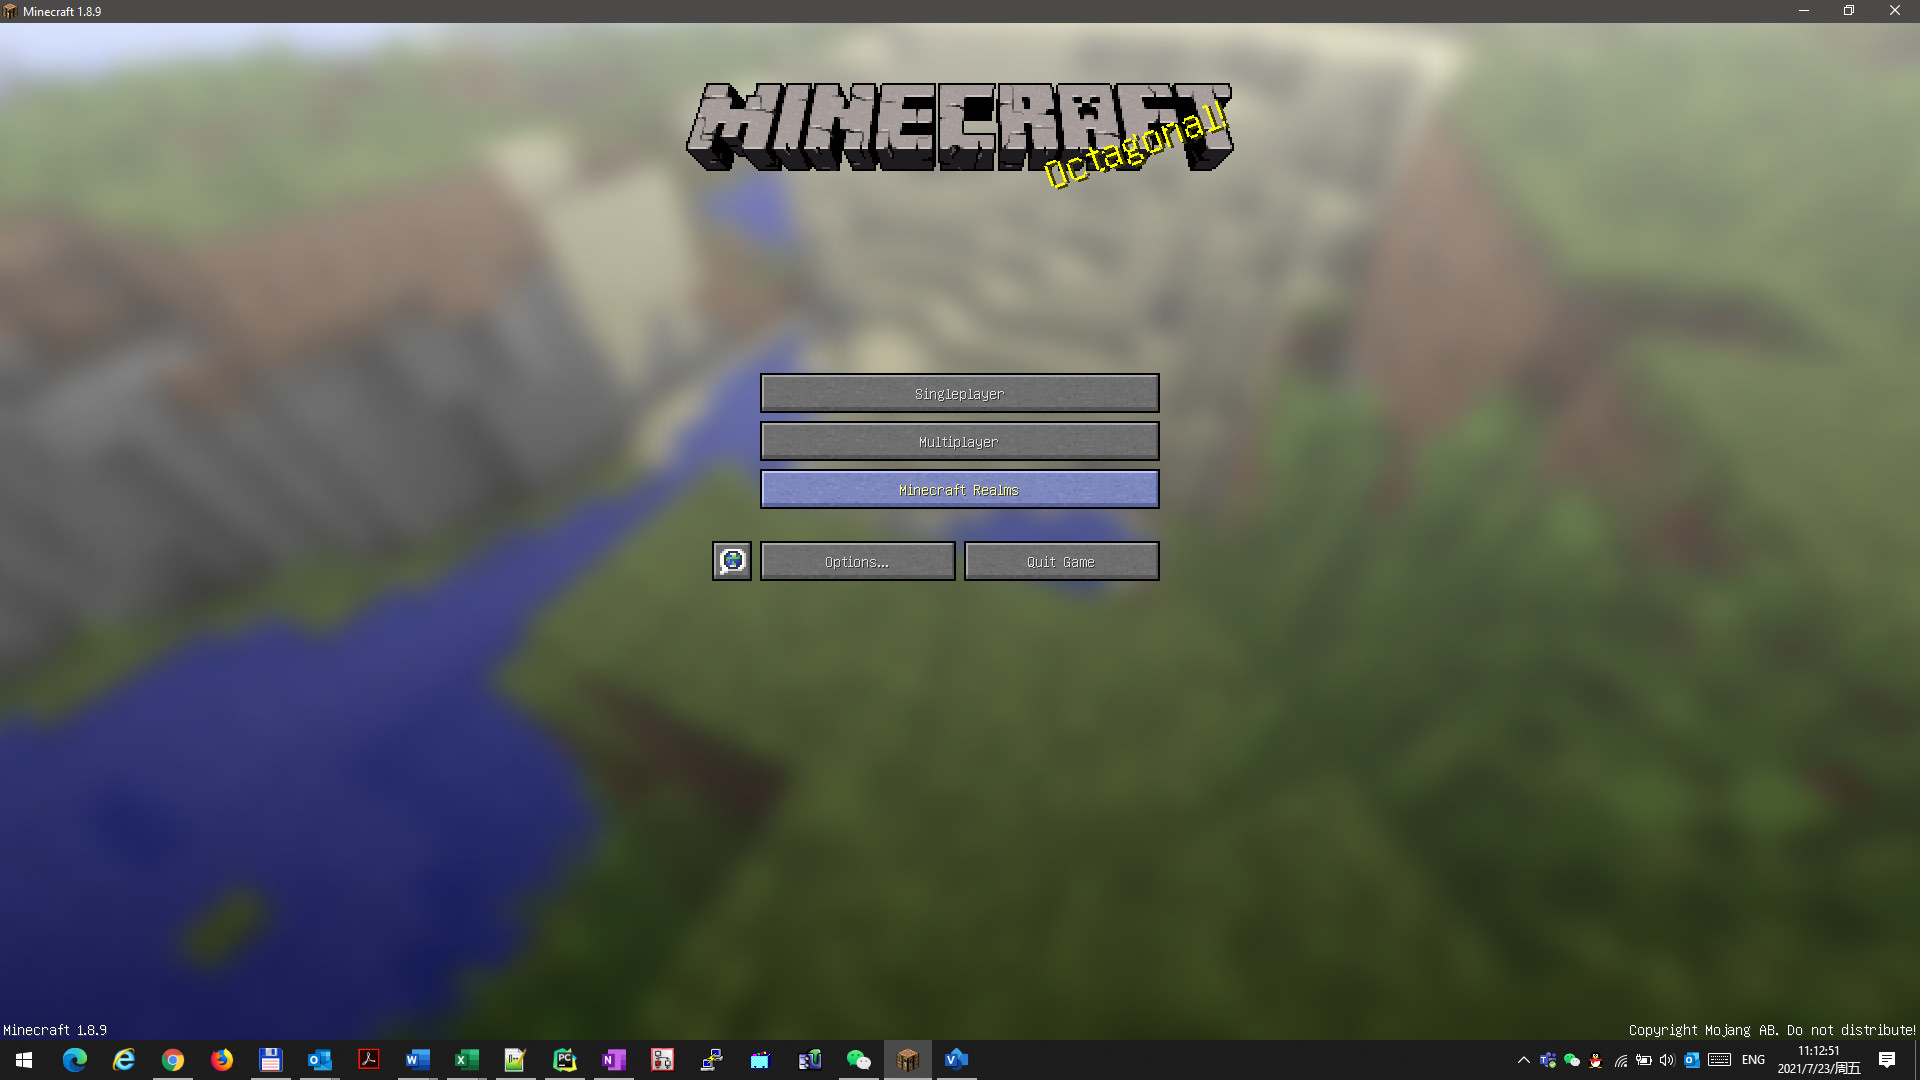 Minecraft 1.8.9
MINECRAFT
Octagonal!
Singleplayer
Multiplayer
Minecraft Realms
Options...
Quit Game
Minecraft 1.8.9
Copyright Mojang AB. Do not distribute!
ENG
11:12:51
2021/7/23/周五